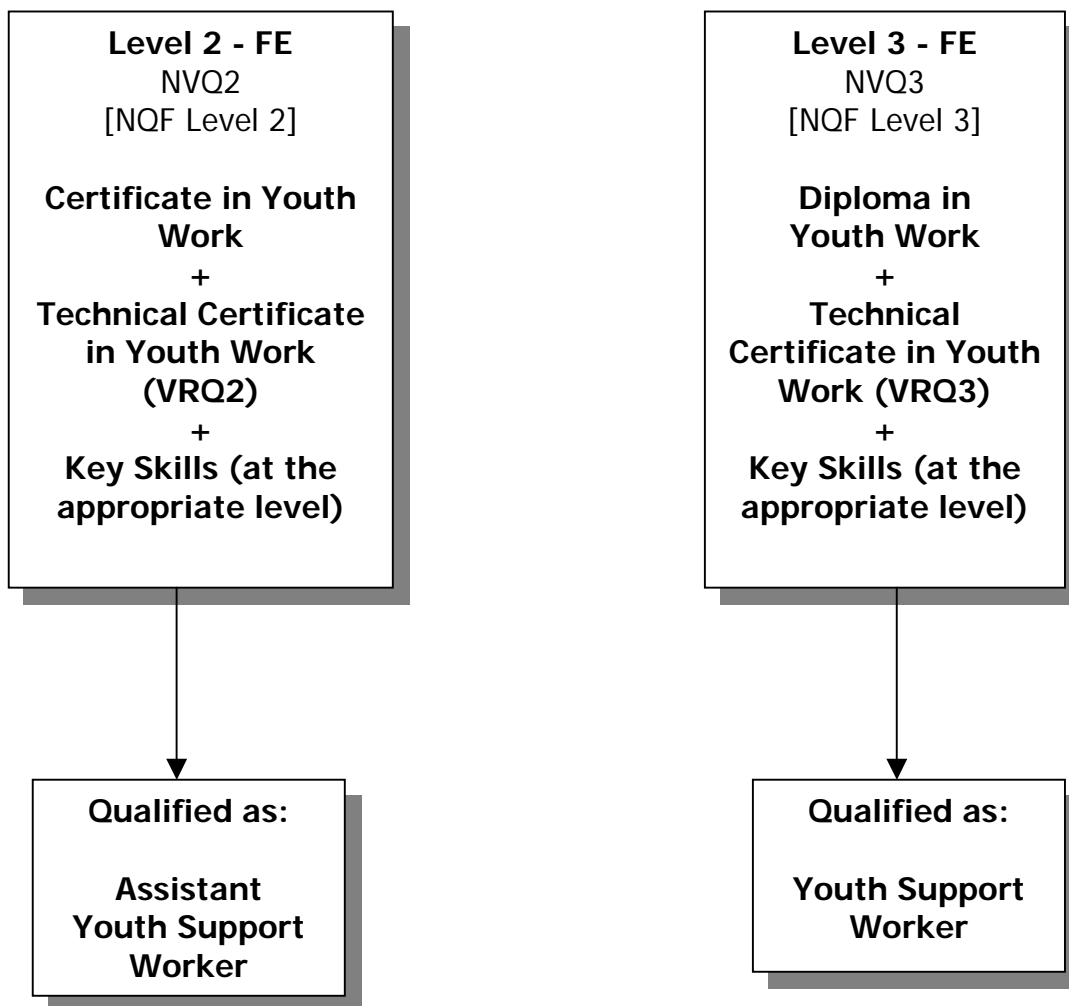 Level 2 - FE
NVQ2
[NQF Level 2]
Certificate in Youth
Work
+
Technical Certificate
in Youth Work
(VRQ2)
+
Key Skills (at the
appropriate level)
Level 3 - FE
NVQ3
[NQF Level 3]
Diploma in
Youth Work
+
Technical
Certificate in Youth
Work (VRQ3)
+
Key Skills (at the
appropriate level)
Qualified as:
Assistant
Youth Support
Worker
Qualified as:
Youth Support
Worker